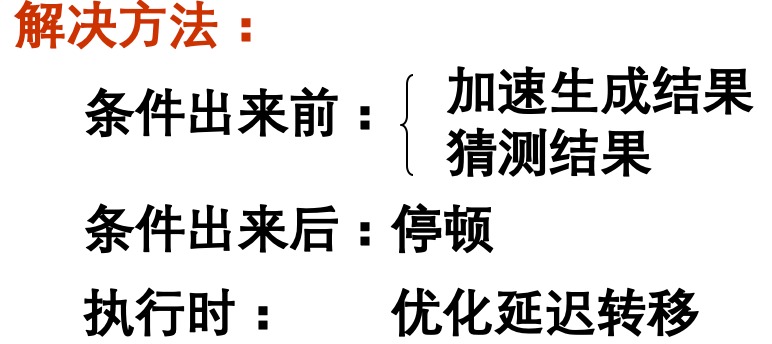 解决方法：
条件出来前：
加速生成结果
猜测结果
条件出来后：停顿
执行时： 优化延迟转移